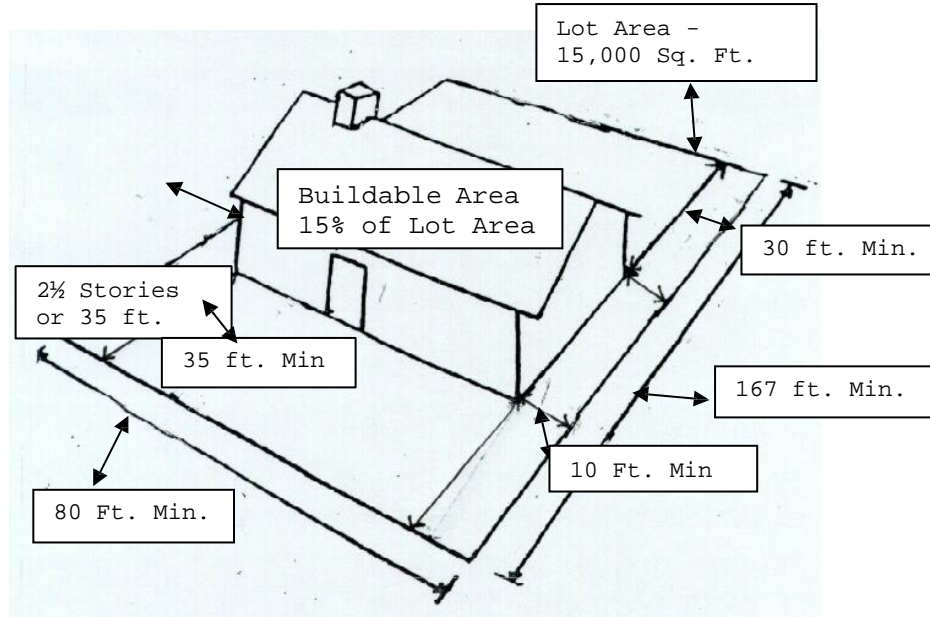 Lot Area -
15,000 Sq. Ft.
Buildable Area
15% of Lot Area
30 ft. Min.
2½ Stories
or 35 ft.
35 ft. Min
167 ft. Min.
10 Ft. Min
80 Ft. Min.